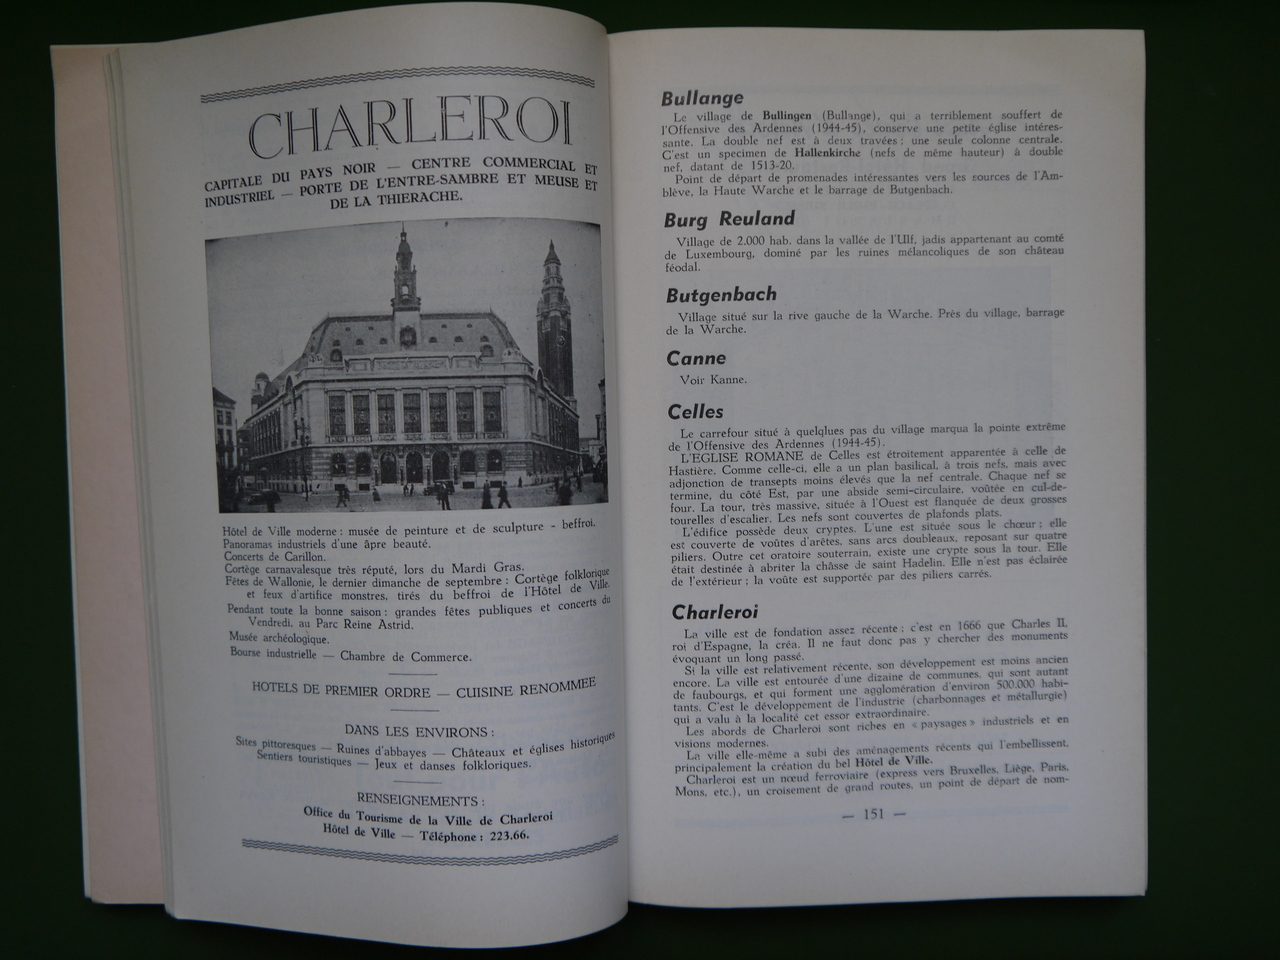 CHARLEROI
CAPITALE DU PAYS NOIR — CENTRE COMMERCIAL ET
INDUSTRIEL — PORTE DE L'ENTRE-SAMBRE ET MEUSE ET
DE LA THIERACHE.
Hôtel de Ville moderne : musée de peinture et de sculpture - beffroi.
Panoramas industriels d'une âpre beauté.
Concerts de Carillon.
Cortège carnavalesque très réputé, lors du Mardi Gras.
Fêtes de Wallonie, le dernier dimanche de septembre : Cortège folklorique
et feux d'artifice monstres, tirés du beffroi de l'Hôtel de Ville.
Pendant toute la bonne saison : grandes fêtes publiques et concerts du
Vendredi, au Parc Reine Astrid.
Musée archéologique.
Bourse industrielle — Chambre de Commerce.
HOTELS DE PREMIER ORDRE — CUISINE RENOMMEE
DANS LES ENVIRONS :
Sites pittoresques — Ruines d'abbayes — Châteaux et églises historiques
Sentiers touristiques — Jeux et danses folkloriques.
RENSEIGNEMENTS :
Office du Tourisme de la Ville de Charleroi
Hôtel de Ville — Téléphone : 223.66.
Bullange
Le village de Bullingen (Bullange), qui a terriblement souffert de
l'Offensive des Ardennes (1944-45), conserve une petite église intéres-
sante. La double nef est à deux travées : une seule colonne centrale.
C'est un specimen de Hallenkirche (nefs de même hauteur) à double
nef, datant de 1513-20.
Point de départ de promenades intéressantes vers les sources de l'Am-
blève, la Haute Warche et le barrage de Butgenbach.
Burg Reuland
Village de 2.000 hab. dans la vallée de l'Ulf, jadis appartenant au comté
de Luxembourg, dominé par les ruines mélancoliques de son château
féodal.
Butgenbach
Village situé sur la rive gauche de la Warche. Près du village, barrage
de la Warche.
Canne
Voir Kanne.
Celles
Le carrefour situé à quelqlues pas du village marqua la pointe extrême
de l'Offensive des Ardennes (1944-45).
L'EGLISE ROMANE de Celles est étroitement apparentée à celle de
Hastière. Comme celle-ci, elle a un plan basilical, à trois nefs, mais avec
adjonction de transepts moins élevés que la nef centrale. Chaque nef se
termine, du côté Est, par une abside semi-circulaire, voûtée en cul-de-
four. La tour, très massive, située à l'Ouest est flanquée de deux grosses
tourelles d'escalier. Les nefs sont couvertes de plafonds plats.
L'édifice possède deux cryptes. L'une est située sous le chœur : elle
est couverte de voûtes d'arêtes, sans arcs doubleaux, reposant sur quatre
piliers. Outre cet oratoire souterrain, existe une crypte sous la tour. Elle
était destinée à abriter la châsse de saint Hadelin. Elle n'est pas éclairée
de l'extérieur ; la voûte est supportée par des piliers carrés.
Charleroi
La ville est de fondation assez récente : c'est en 1666 que Charles II,
roi d'Espagne, la créa. Il ne faut donc pas y chercher des monuments
évoquant un long passé.
Si la ville est relativement récente, son développement est moins ancien
encore. La ville est entourée d'une dizaine de communes, qui sont autant
de faubourgs, et qui forment une agglomération d'environ 500.000 habi-
tants. C'est le développement de l'industrie (charbonnages et métallurgie)
qui a valu à la localité cet essor extraordinaire.
Les abords de Charleroi sont riches en « paysages » industriels et en
visions modernes.
La ville elle-même a subi des aménagements récents qui l'embellissent,
principalement la création du bel Hôtel de Ville.
Charleroi est un nœud ferroviaire (express vers Bruxelles, Liège, Paris,
Mons, etc.), un croisement de grand routes, un point de départ de nom-
— 151 —